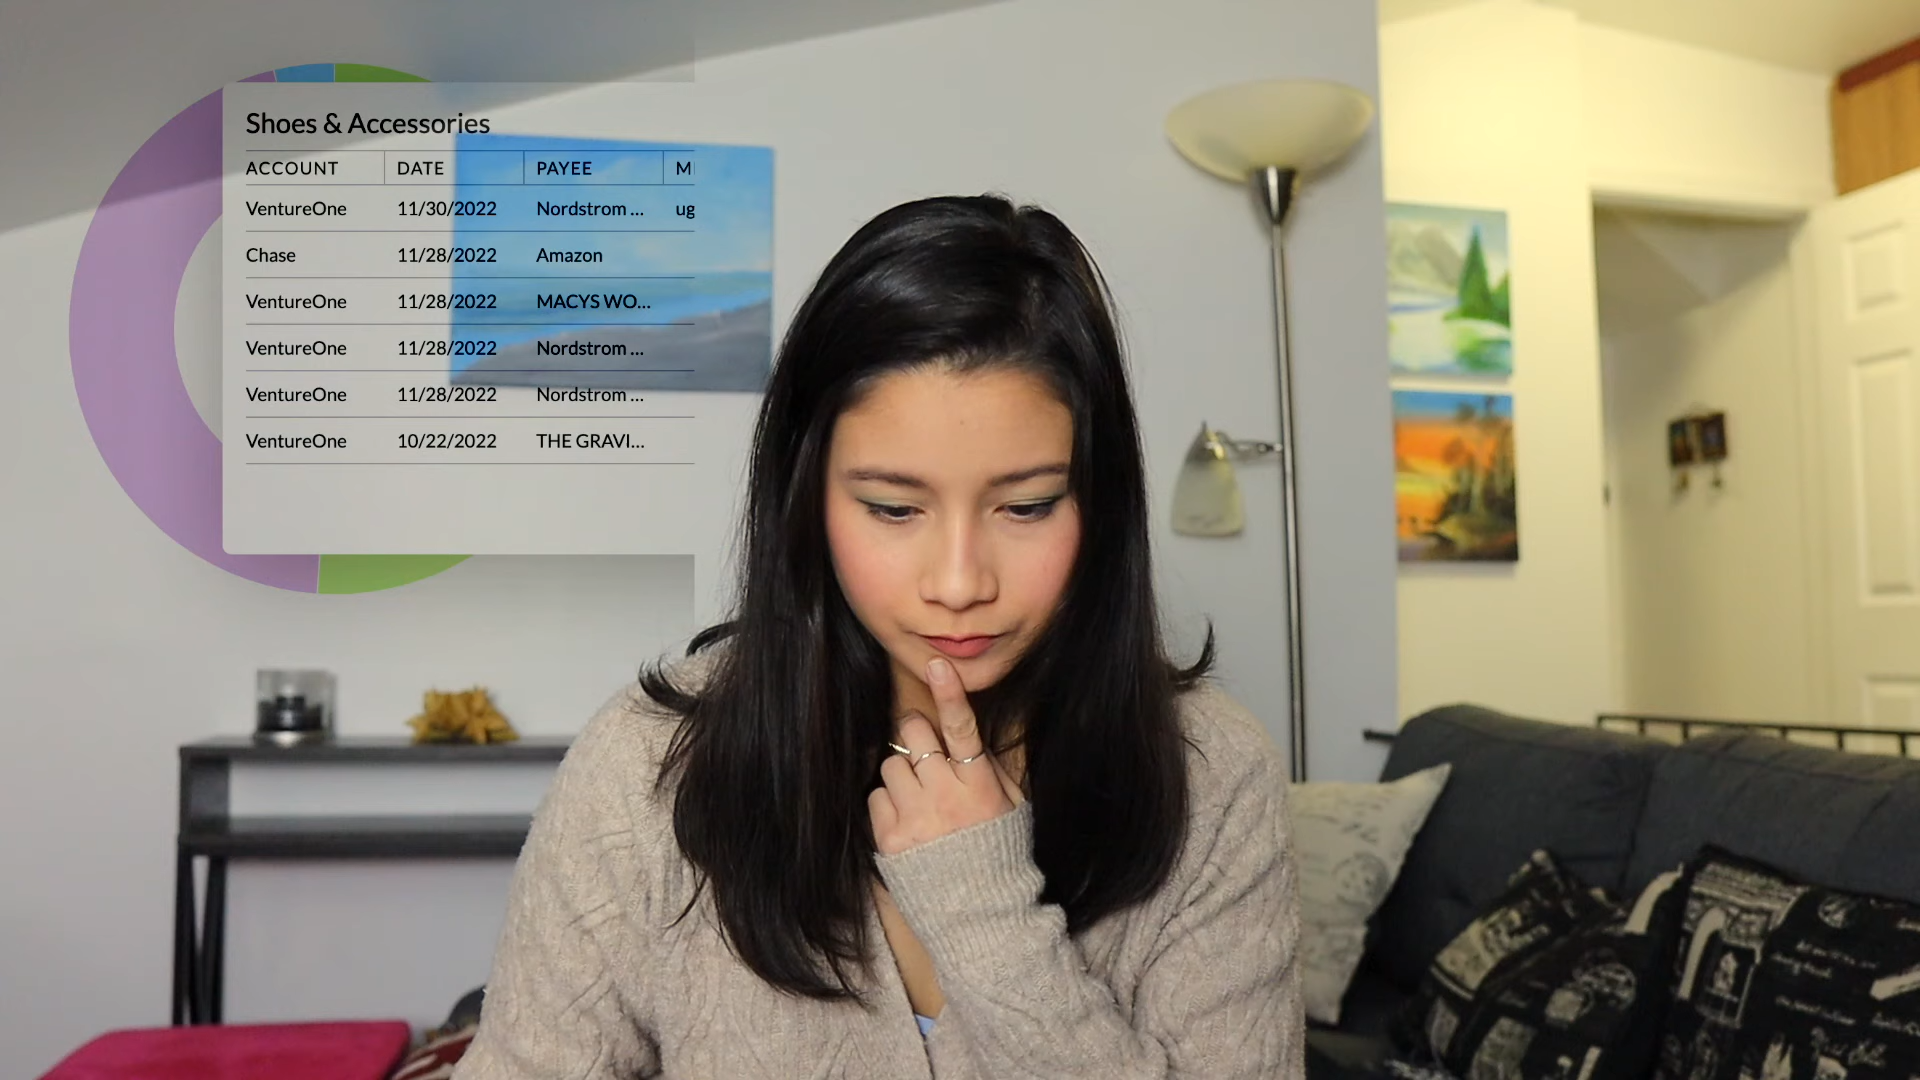 Shoes & Accessories
ACCOUNT DATE PAYEE
VentureOne 11/30/2022 Nordstrom ... ug
Chase 11/28/2022 Amazon
VentureOne 11/28/2022 MACYS WO...
VentureOne 11/28/2022 Nordstrom ...
VentureOne 11/28/2022 Nordstrom ...
VentureOne 10/22/2022 THE GRAVI...